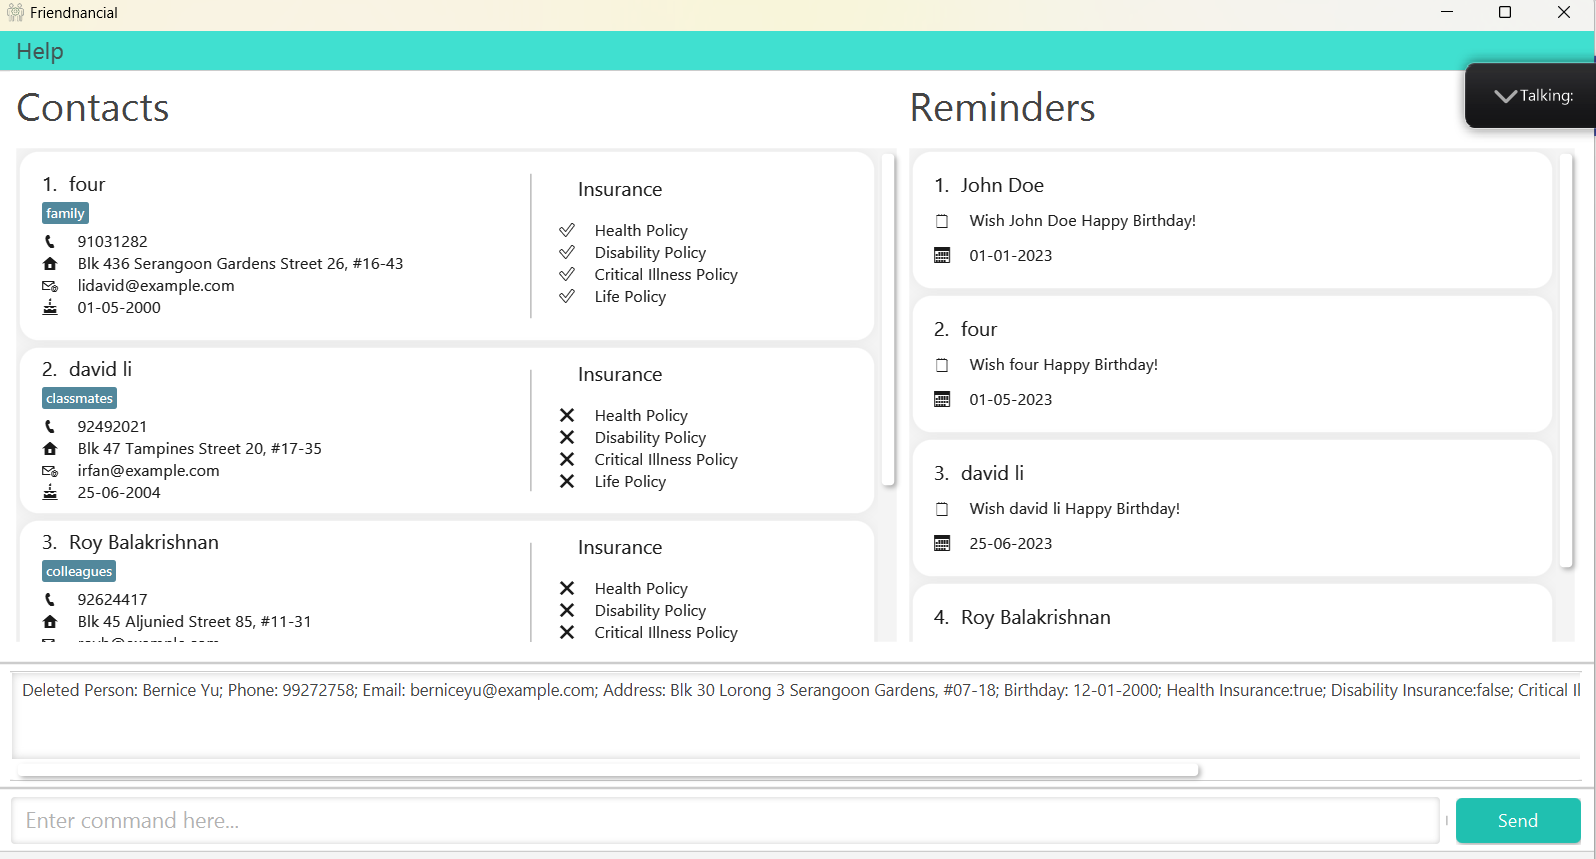 Friendnancial
Help
Talking:
Contacts
1. four
family
91031282
Blk 436 Serangoon Gardens Street 26, #16-43
lidavid@example.com
01-05-2000
Insurance
Health Policy
Disability Policy
Critical Illness Policy
Life Policy
2. david li
classmates
92492021
Blk 47 Tampines Street 20, #17-35
irfan@example.com
25-06-2004
Insurance
Health Policy
Disability Policy
Critical Illness Policy
Life Policy
3. Roy Balakrishnan
colleagues
92624417
Blk 45 Aljunied Street 85, #11-31
Insurance
Health Policy
Disability Policy
Critical Illness Policy
Reminders
1. John Doe
Wish John Doe Happy Birthday!
01-01-2023
2. four
Wish four Happy Birthday!
01-05-2023
3. david li
Wish david li Happy Birthday!
25-06-2023
4. Roy Balakrishnan
Deleted Person: Bernice Yu; Phone: 99272758; Email: berniceyu@example.com; Address: Blk 30 Lorong 3 Serangoon Gardens, #07-18; Birthday: 12-01-2000; Health Insurance:true; Disability Insurance:false; Critical
Enter command here...
Send